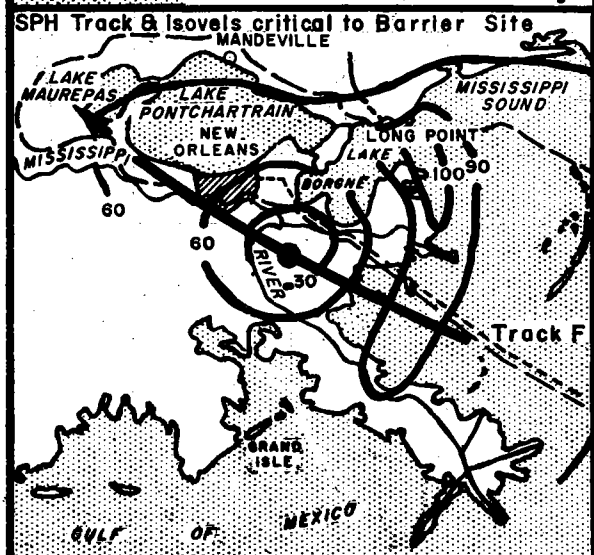 SPH Track & Isovels critical to Barrier Site
MANDEVILLE
LAKE
MAUREPAS
LAKE
PONTCHARTRAIN
MISSISSIPPI
SOUND
NEW
ORLEANS
LONG POINT
LAKE
BORGNE
MISSISSIPPI
RIVER
100
90
60
60
30
Track F
GRAND
ISLE
GULF OF MEXICO